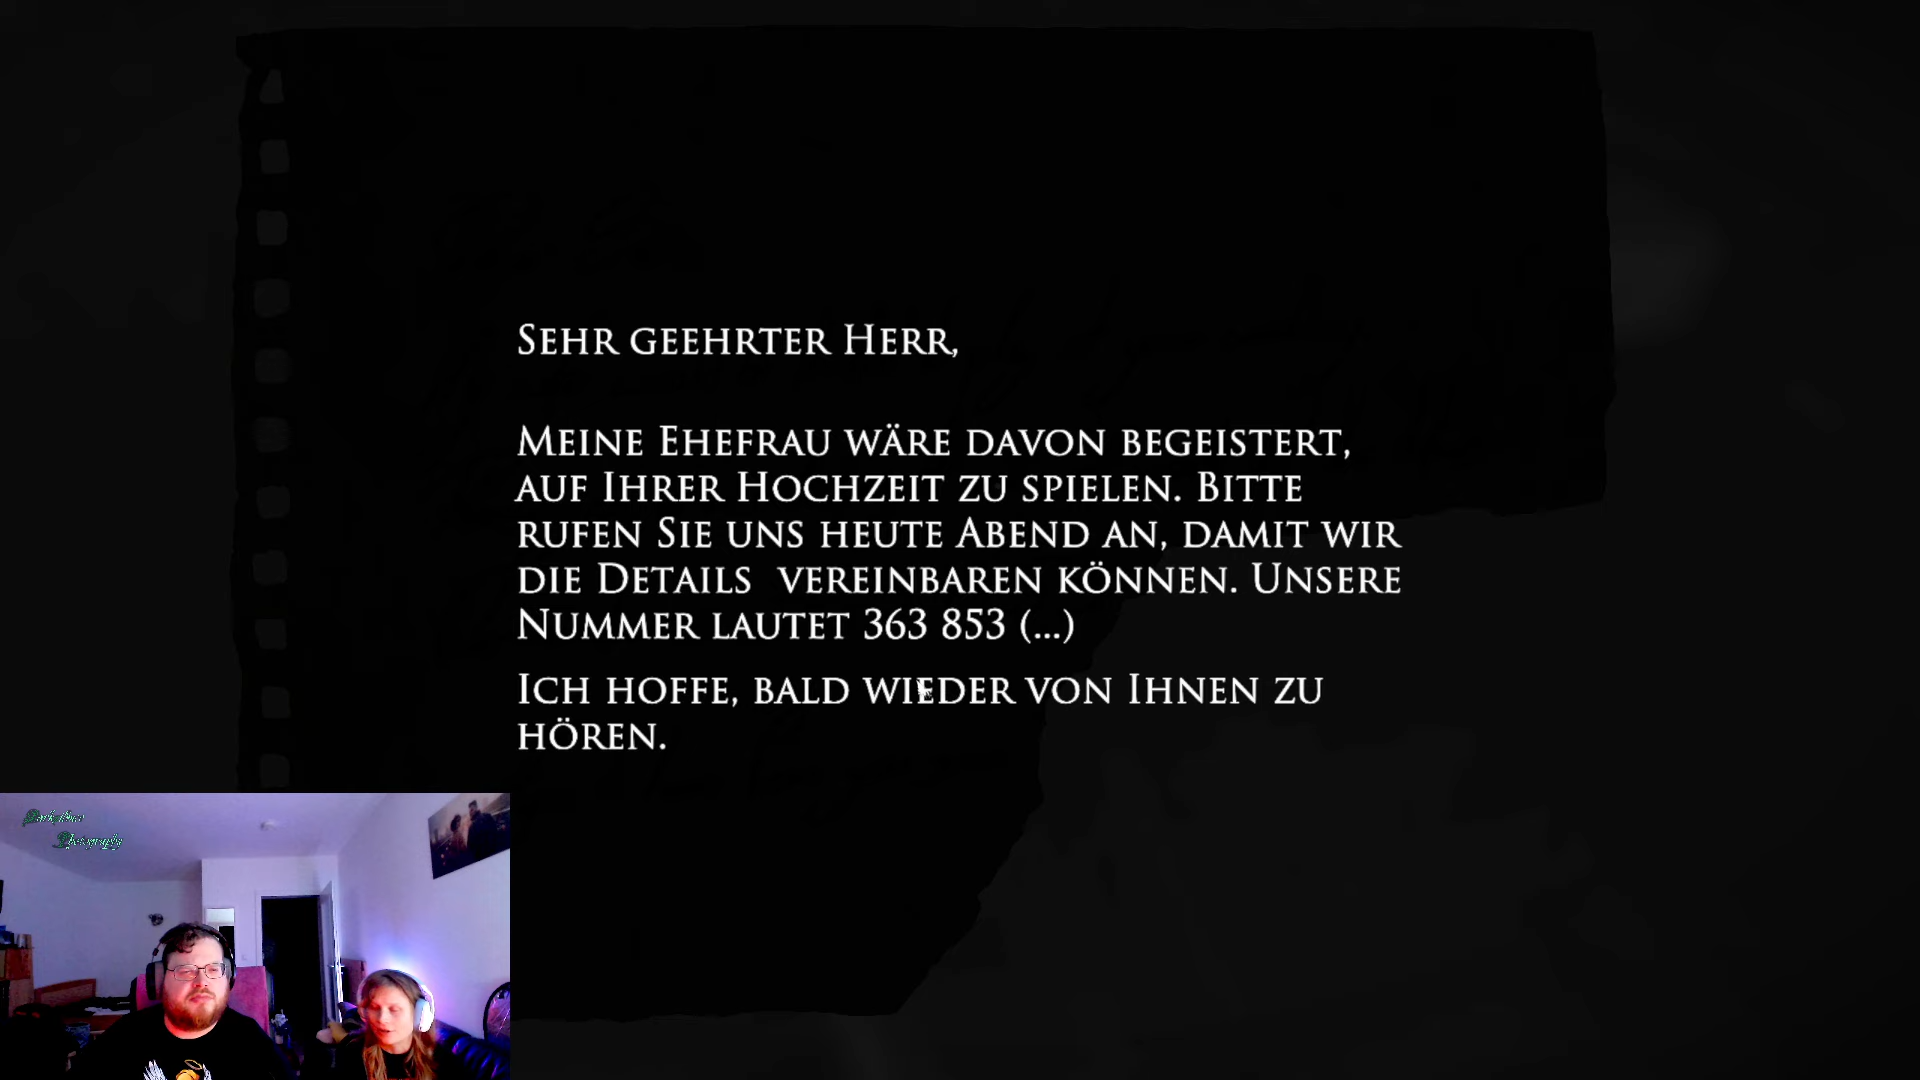 Sehr geehrter Herr,
Meine Ehefrau wäre davon begeistert,
auf Ihrer Hochzeit zu spielen. Bitte
rufen Sie uns heute Abend an, damit wir
die Details vereinbaren können. Unsere
Nummer lautet 363 853 (...)
Ich hoffe, bald wieder von Ihnen zu
hören.
Photography